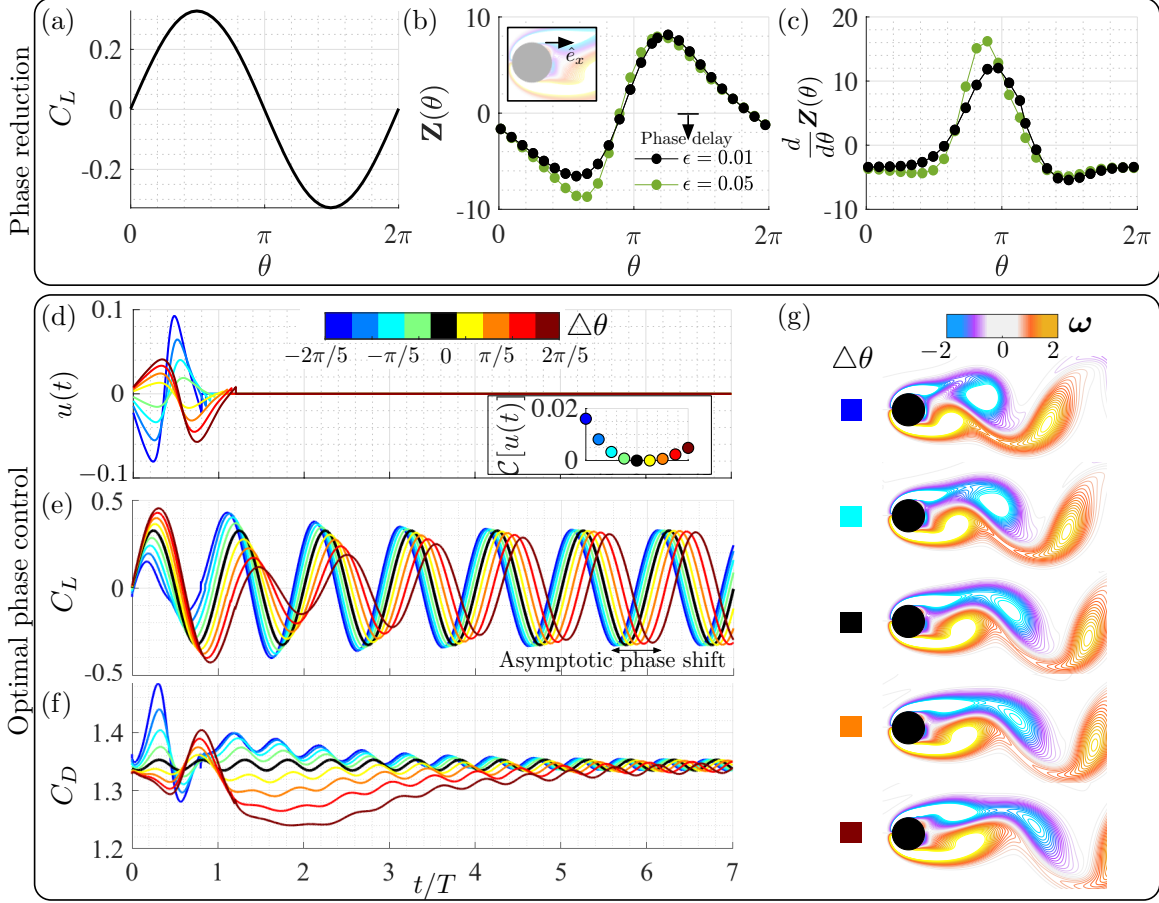 Phase reduction
(a)
C_L
0.2
0
-0.2
0
π
2π
θ
(b)
Z(θ)
10
0
-10
ê_x
Phase delay
ϵ = 0.01
ϵ = 0.05
0
π
2π
θ
(c)
d/dθ Z(θ)
20
10
0
-10
0
π
2π
θ
Optimal phase control
(d)
u(t)
0.1
0
-0.1
△θ
−2π/5
−π/5
0
π/5
2π/5
C[u(t)]
0.02
0
(e)
C_L
0.5
0
-0.5
Asymptotic phase shift
(f)
C_D
1.4
1.3
1.2
0
1
2
3
4
5
6
7
t/T
(g)
ω
-2
0
2
△θ